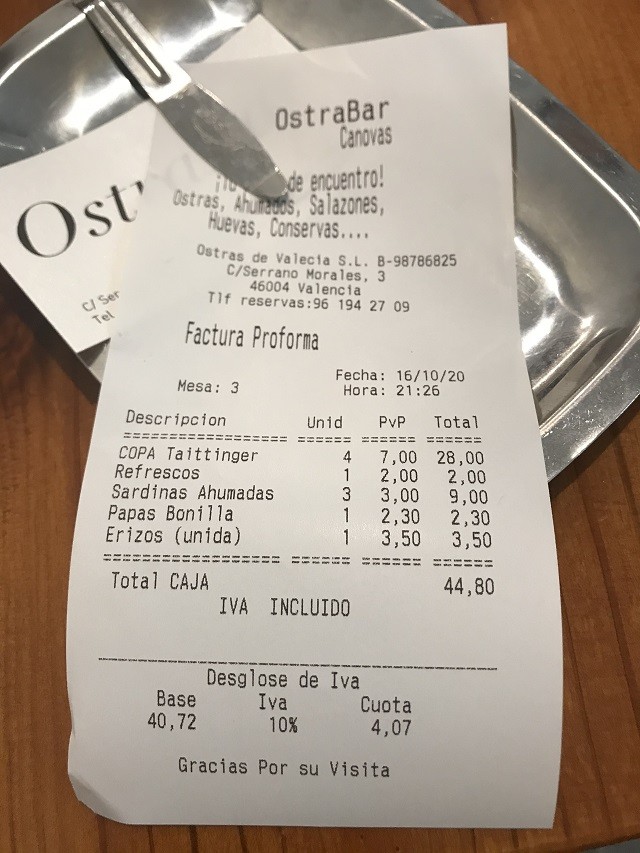 OstraBar
Canovas
de encuentro!
Ostras, Ahumados, Salazones,
Huevas, Conservas....
Ostras de Valecia S.L. B-98786825
C/Serrano Morales, 3
46004 Valencia
Tlf reservas:96 194 27 09
Factura Proforma
Mesa: 3
Fecha: 16/10/20
Hora: 21:26
Descripcion Unid PvP Total
COPA Taittinger 4 7,00 28,00
Refrescos 1 2,00 2,00
Sardinas Ahumadas 3 3,00 9,00
Papas Bonilla 1 2,30 2,30
Erizos (unida) 1 3,50 3,50
Total CAJA 44,80
IVA INCLUIDO
Desglose de Iva
Base Iva Cuota
40,72 10% 4,07
Gracias Por su Visita
Ost
C/ Ser
Tel